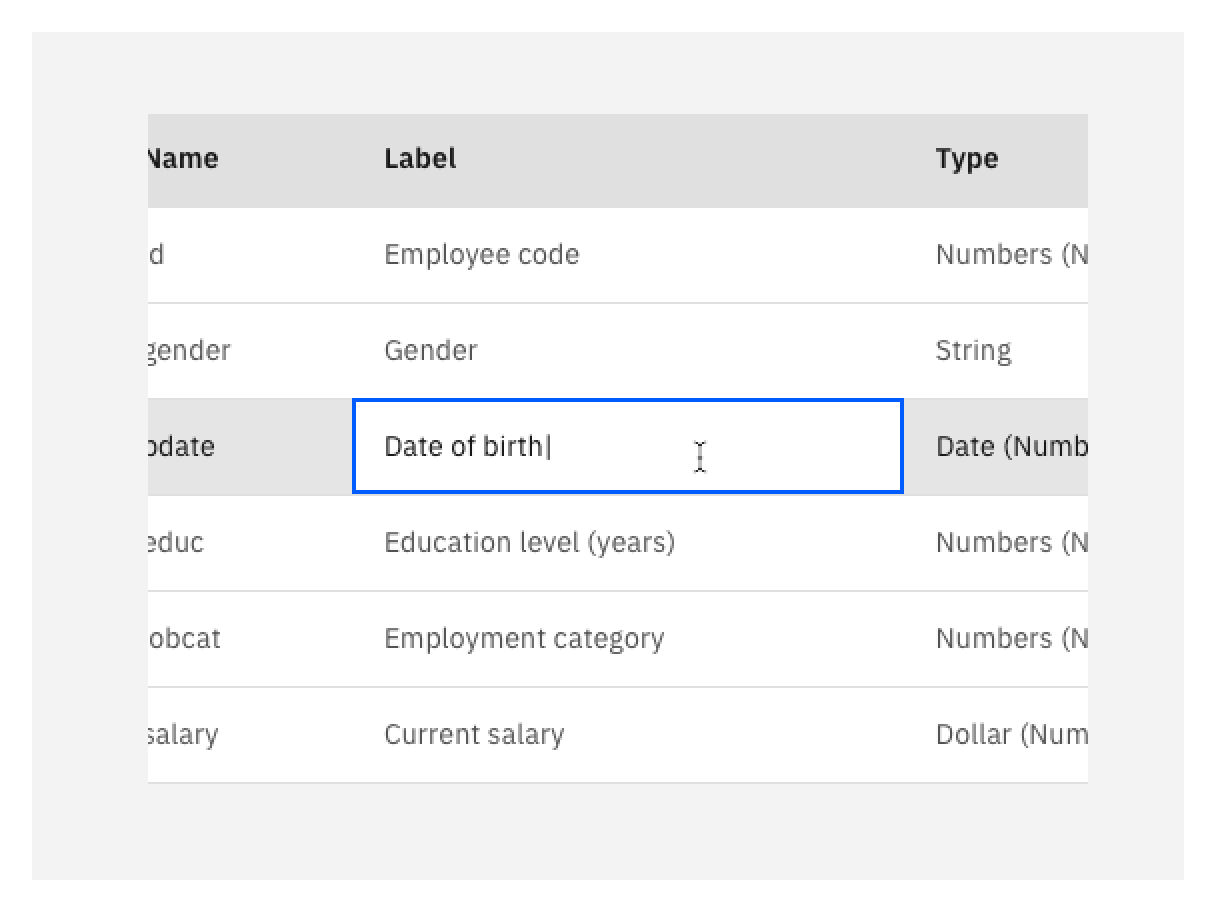 Name Label Type
d Employee code Numbers (N
gender Gender String
bdate Date of birth Date (Numb
educ Education level (years) Numbers (N
obcat Employment category Numbers (N
salary Current salary Dollar (Num